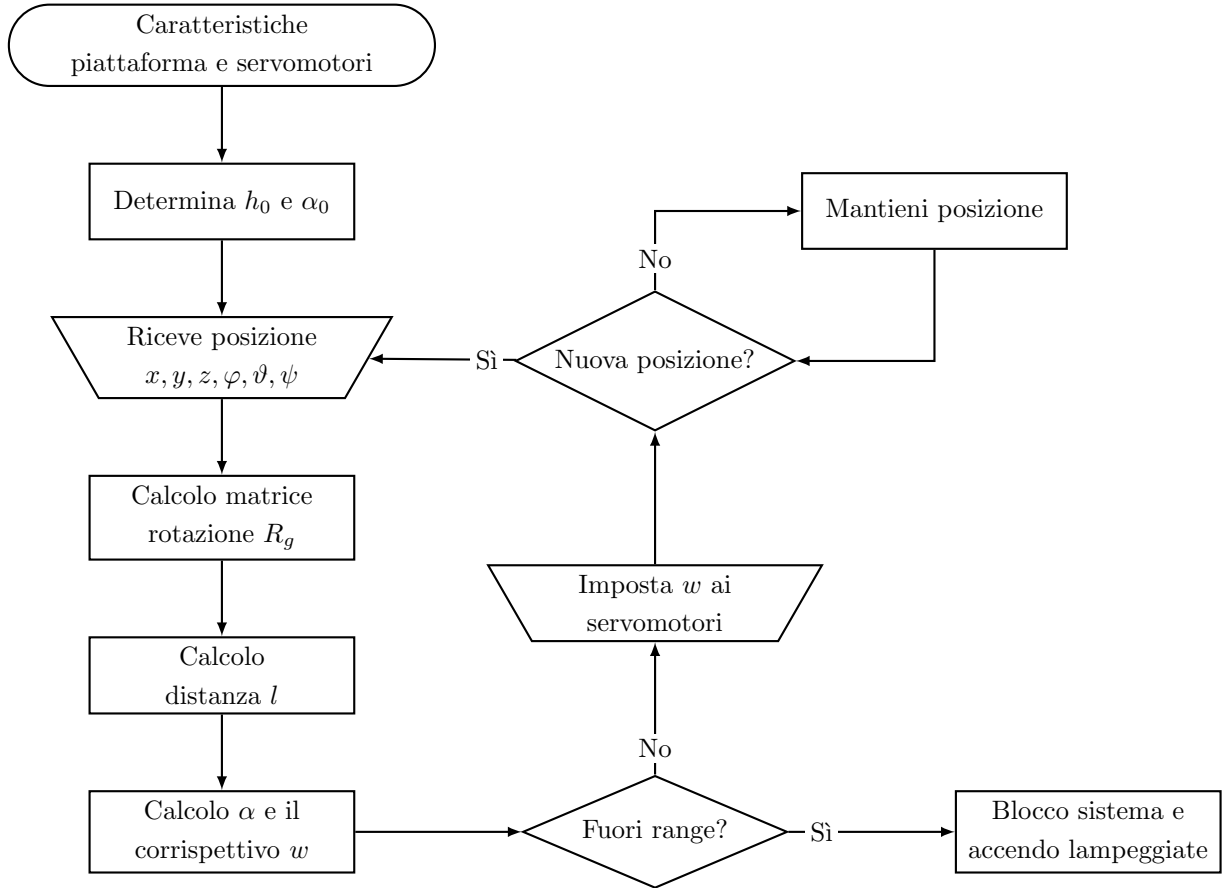 Caratteristiche
piattaforma e servomotori
Determina h₀ e α₀
Mantieni posizione
No
Riceve posizione
x, y, z, φ, ϑ, ψ
Sì
Nuova posizione?
Calcolo matrice
rotazione R_g
Imposta w ai
servomotori
Calcolo
distanza l
No
Calcolo α e il
corrispettivo w
Fuori range?
Sì
Blocco sistema e
accendo lampeggiate